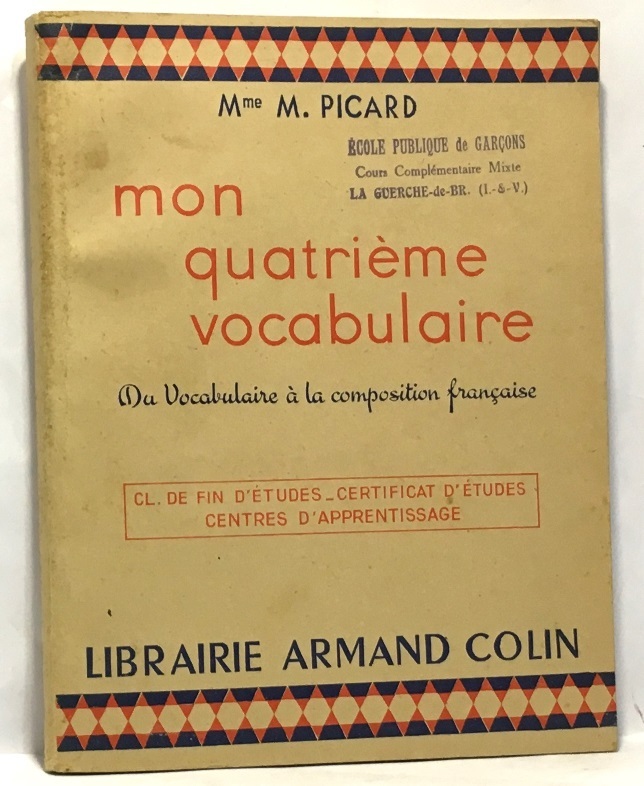 Mme M. PICARD
ÉCOLE PUBLIQUE de GARÇONS
Cours Complémentaire Mixte
LA GUERCHE-de-BR. (I.-&-V.)
mon
quatrième
vocabulaire
Du Vocabulaire à la composition française
CL. DE FIN D'ÉTUDES_CERTIFICAT D'ÉTUDES
CENTRES D'APPRENTISSAGE
LIBRAIRIE ARMAND COLIN